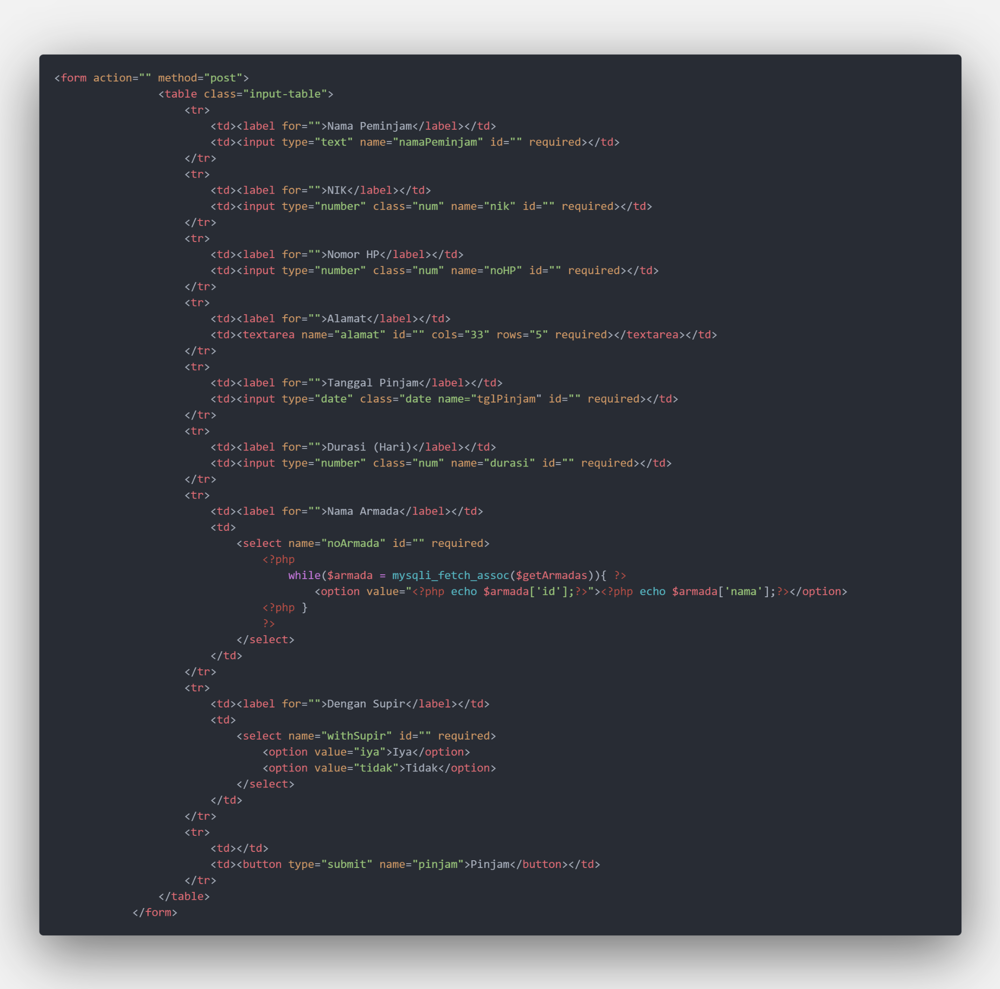 <form action="" method="post">
                <table class="input-table">
                    <tr>
                        <td><label for="">Nama Peminjam</label></td>
                        <td><input type="text" name="namaPeminjam" id="" required></td>
                    </tr>
                    <tr>
                        <td><label for="">NIK</label></td>
                        <td><input type="number" class="num" name="nik" id="" required></td>
                    </tr>
                    <tr>
                        <td><label for="">Nomor HP</label></td>
                        <td><input type="number" class="num" name="noHP" id="" required></td>
                    </tr>
                    <tr>
                        <td><label for="">Alamat</label></td>
                        <td><textarea name="alamat" id="" cols="33" rows="5" required></textarea></td>
                    </tr>
                    <tr>
                        <td><label for="">Tanggal Pinjam</label></td>
                        <td><input type="date" class="date name="tglPinjam" id="" required></td>
                    </tr>
                    <tr>
                        <td><label for="">Durasi (Hari)</label></td>
                        <td><input type="number" class="num" name="durasi" id="" required></td>
                    </tr>
                    <tr>
                        <td><label for="">Nama Armada</label></td>
                        <td>
                            <select name="noArmada" id="" required>
                                <?php
                                    while($armada = mysqli_fetch_assoc($getArmadas)){ ?>
                                        <option value="<?php echo $armada['id'];?>"><?php echo $armada['nama'];?></option>
                                <?php }
                                ?>
                            </select>
                        </td>
                    </tr>
                    <tr>
                        <td><label for="">Dengan Supir</label></td>
                        <td>
                            <select name="withSupir" id="" required>
                                <option value="iya">Iya</option>
                                <option value="tidak">Tidak</option>
                            </select>
                        </td>
                    </tr>
                    <tr>
                        <td></td>
                        <td><button type="submit" name="pinjam">Pinjam</button></td>
                    </tr>
                </table>
            </form>